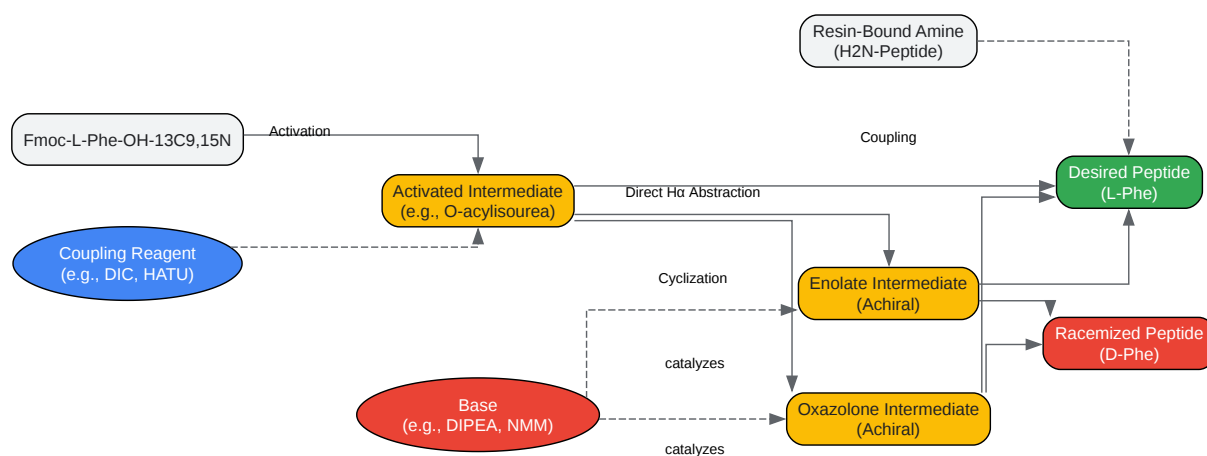 Resin-Bound Amine
(H2N-Peptide)
Fmoc-L-Phe-OH-13C9,15N
Activation
Coupling
Activated Intermediate
(e.g., O-acylisourea)
Direct Hα Abstraction
Desired Peptide
(L-Phe)
Coupling Reagent
(e.g., DIC, HATU)
Cyclization
Enolate Intermediate
(Achiral)
Racemized Peptide
(D-Phe)
catalyzes
Base
(e.g., DIPEA, NMM)
Oxazolone Intermediate
(Achiral)
catalyzes